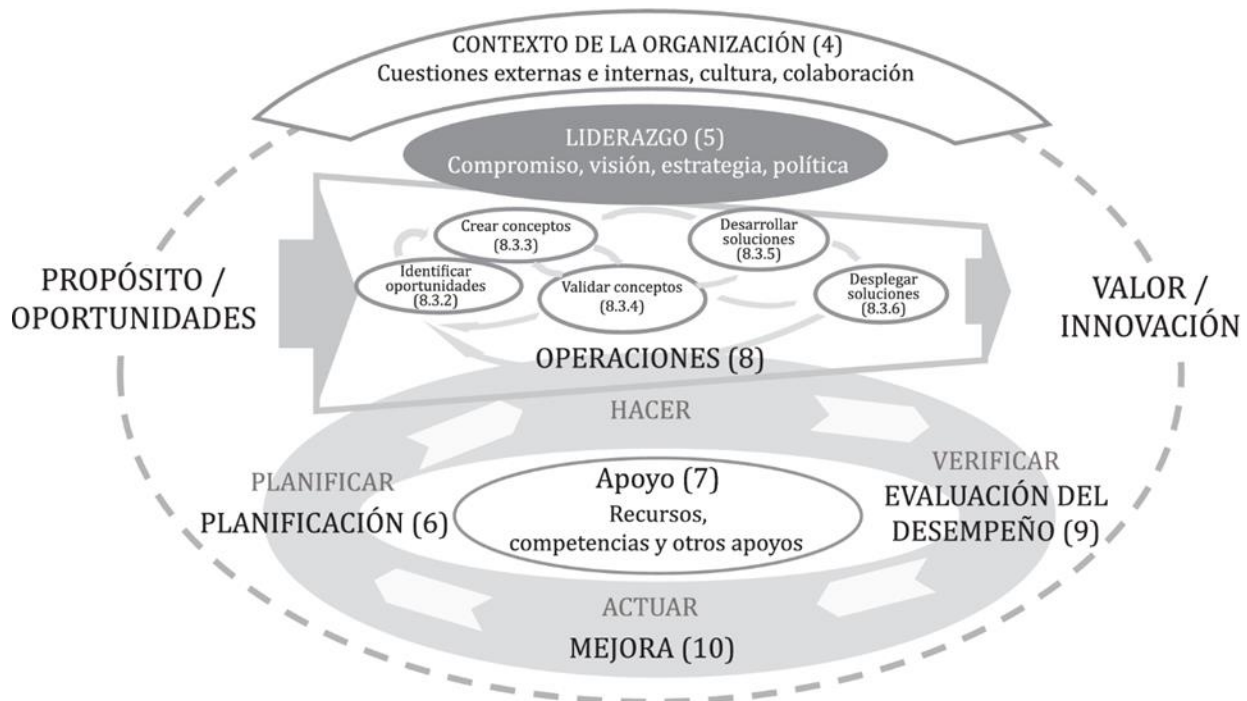 CONTEXTO DE LA ORGANIZACIÓN (4)
Cuestiones externas e internas, cultura, colaboración
LIDERAZGO (5)
Compromiso, visión, estrategia, política
PROPÓSITO /
OPORTUNIDADES
Identificar
oportunidades
(8.3.2)
Crear conceptos
(8.3.3)
Validar conceptos
(8.3.4)
Desarrollar
soluciones
(8.3.5)
Desplegar
soluciones
(8.3.6)
OPERACIONES (8)
VALOR /
INNOVACIÓN
HACER
PLANIFICAR
PLANIFICACIÓN (6)
Apoyo (7)
Recursos,
competencias y otros apoyos
VERIFICAR
EVALUACIÓN DEL
DESEMPEÑO (9)
ACTUAR
MEJORA (10)